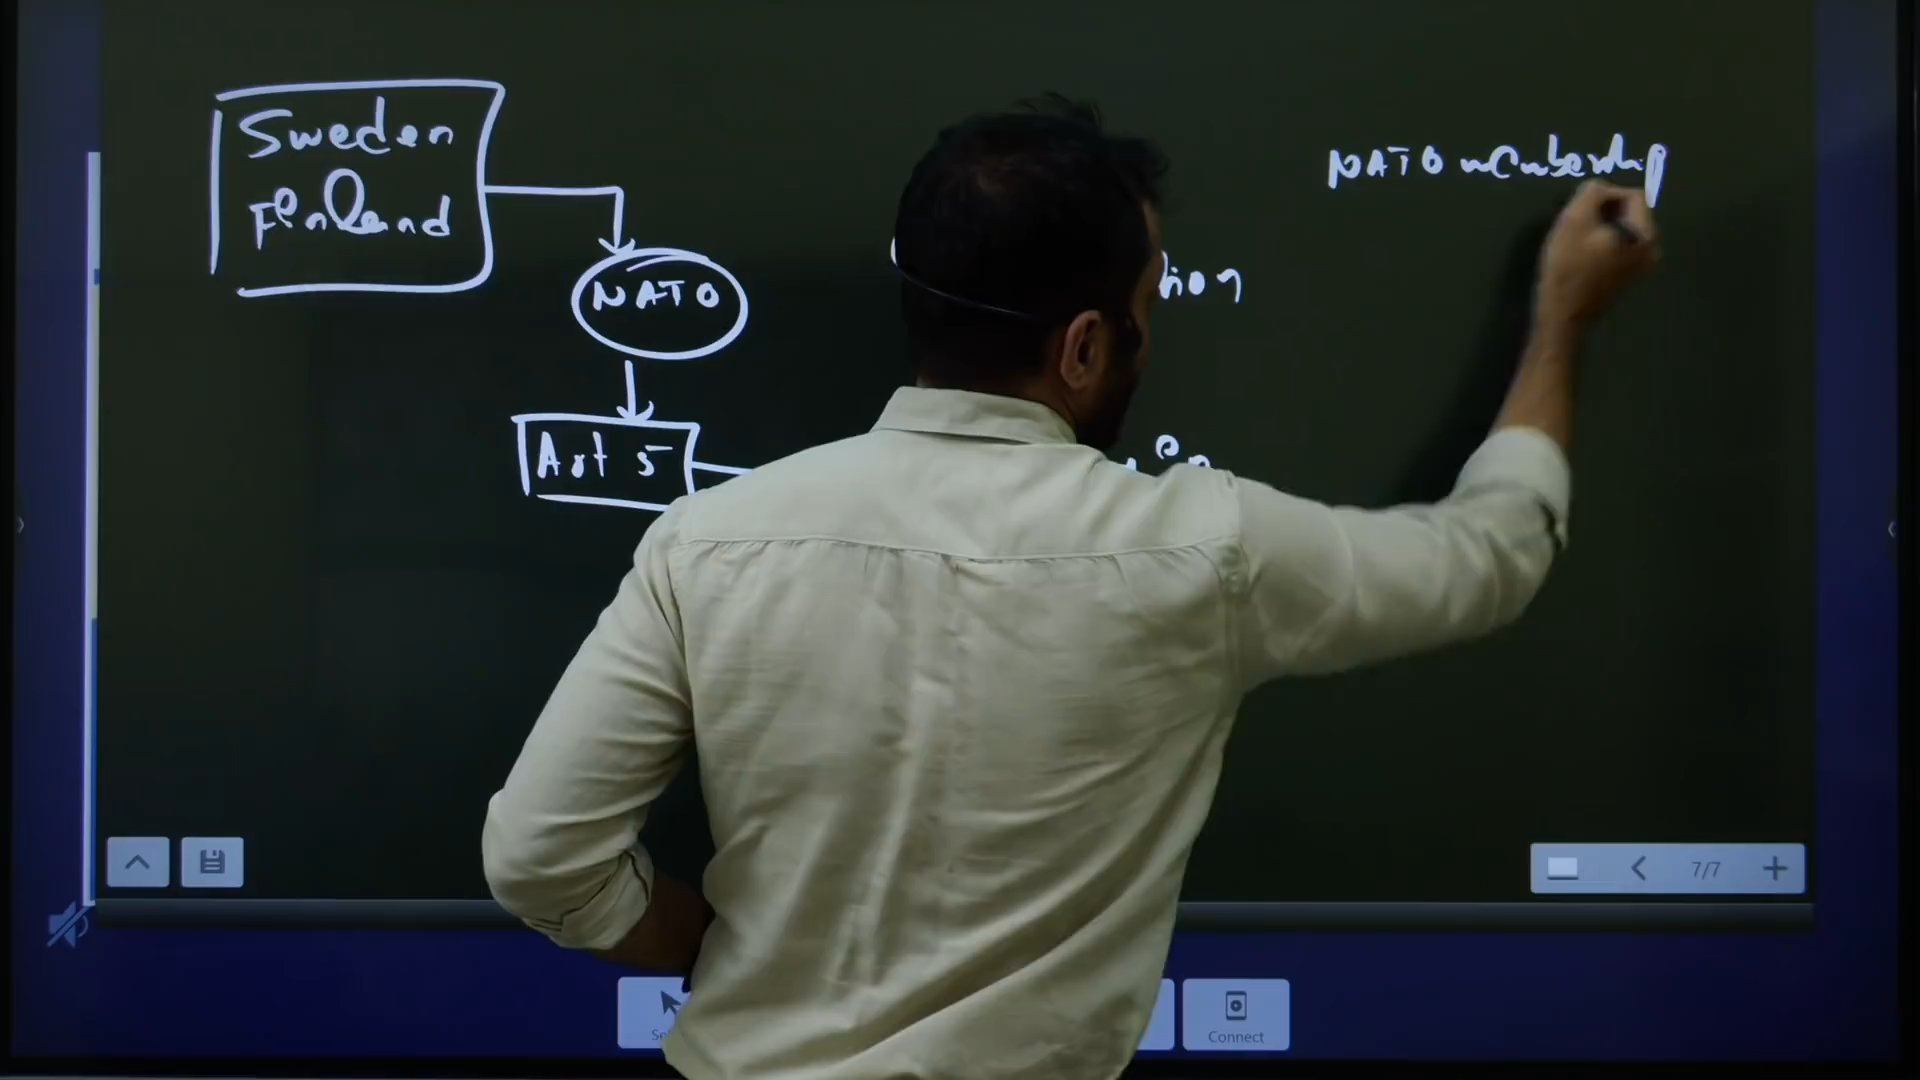 Sweden
Finland
NATO
Art 5
NATO membership
7/7
Connect